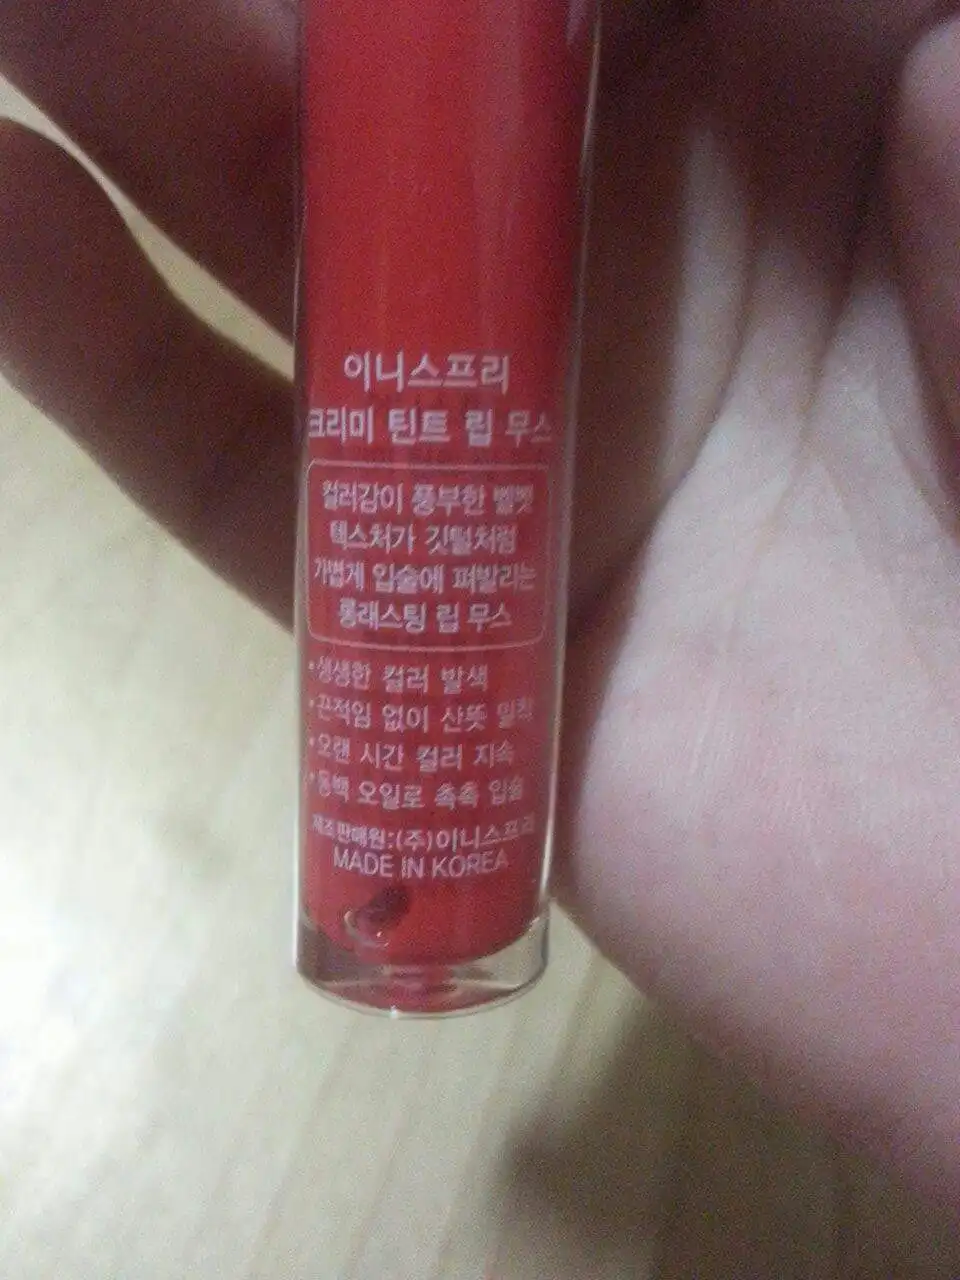 이니스프리
크리미 틴트 립 무스
컬러감이 풍부한 벨벳
텍스처가 깃털처럼
가볍게 입술에 펴발리는
롱래스팅 립 무스
•생생한 컬러 발색
•끈적임 없이 산뜻 밀착
•오랜 시간 컬러 지속
•동백 오일로 촉촉 입술
제조판매원:(주)이니스프리
MADE IN KOREA